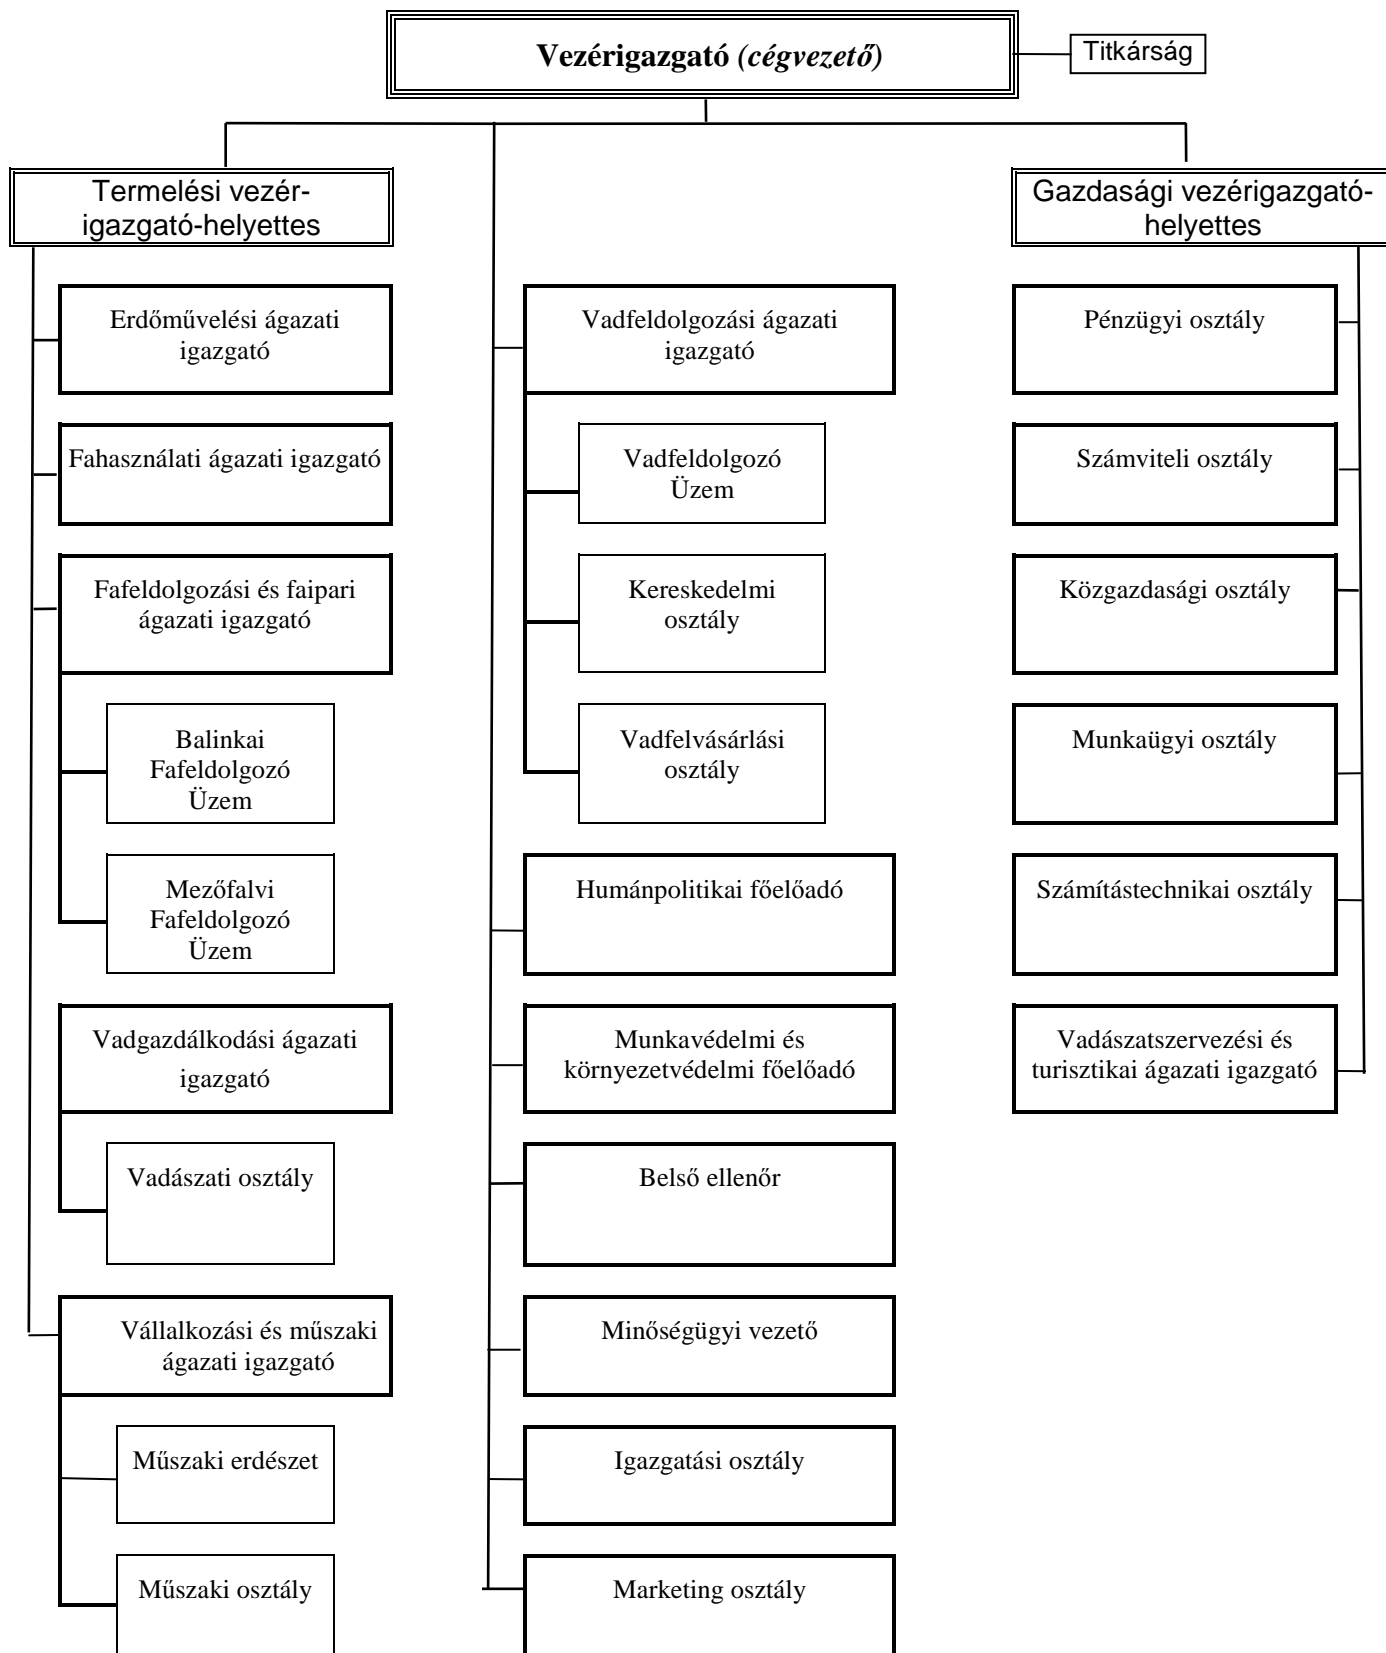 Vezérigazgató (cégvezető)
Titkárság
Termelési vezér-
igazgató-helyettes
Erdőművelési ágazati
igazgató
Fahasználati ágazati igazgató
Fafeldolgozási és faipari
ágazati igazgató
Balinkai
Fafeldolgozó
Üzem
Mezőfalvi
Fafeldolgozó
Üzem
Vadgazdálkodási ágazati
igazgató
Vadászati osztály
Vállalkozási és műszaki
ágazati igazgató
Műszaki erdészet
Műszaki osztály
Vadfeldolgozási ágazati
igazgató
Vadfeldolgozó
Üzem
Kereskedelmi
osztály
Vadfelvásárlási
osztály
Humánpolitikai főelőadó
Munkavédelmi és
környezetvédelmi főelőadó
Belső ellenőr
Minőségügyi vezető
Igazgatási osztály
Marketing osztály
Gazdasági vezérigazgató-
helyettes
Pénzügyi osztály
Számviteli osztály
Közgazdasági osztály
Munkaügyi osztály
Számítástechnikai osztály
Vadászatszervezési és
turisztikai ágazati igazgató